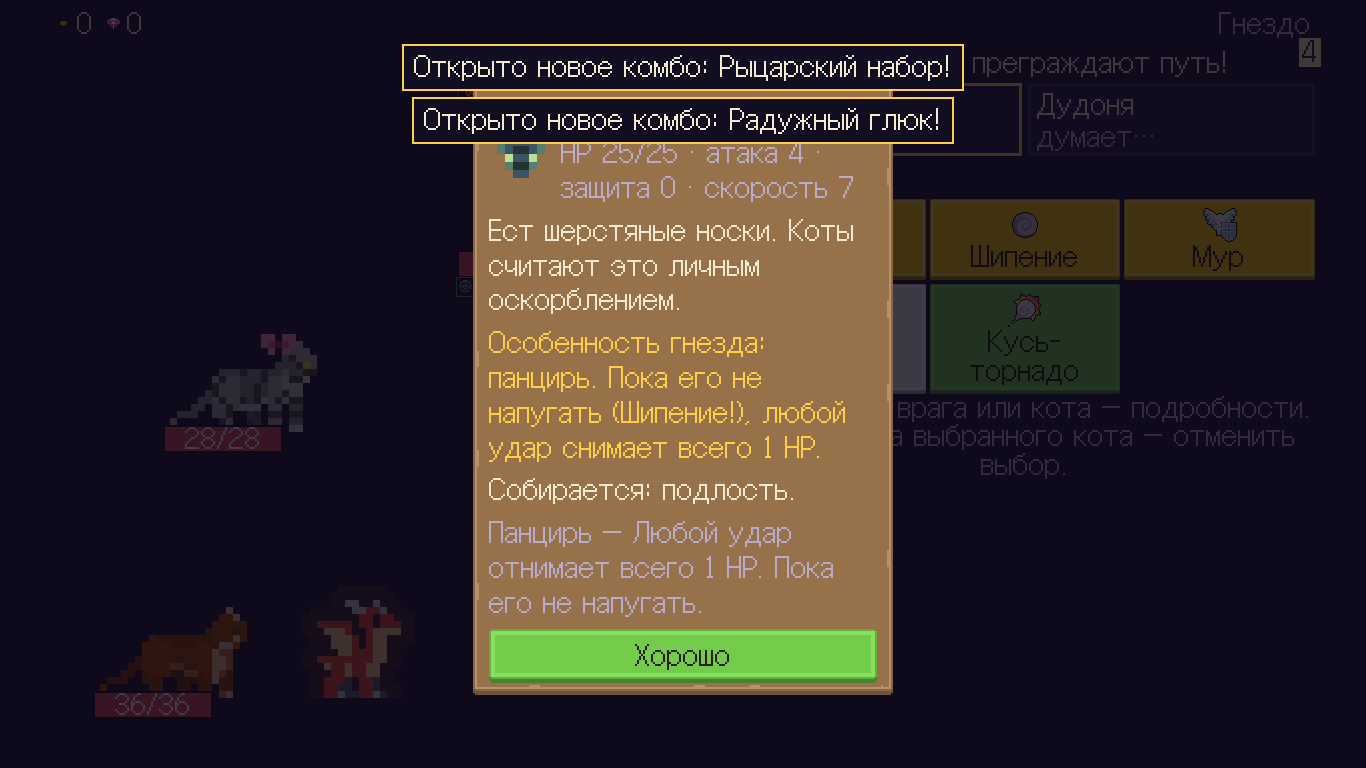 0 0
Гнездо
4
Открыто новое комбо: Рыцарский набор!
преграждают путь!
Открыто новое комбо: Радужный глюк!
Дудоня
думает...
HP 25/25 · атака 4 ·
защита 0 · скорость 7
Ест шерстяные носки. Коты
считают это личным
оскорблением.
Особенность гнезда:
панцирь. Пока его не
напугать (Шипение!), любой
удар снимает всего 1 HP.
Собирается: подлость.
Панцирь — Любой удар
отнимает всего 1 HP. Пока
его не напугать.
Хорошо
Шипение
Мур
Кусь-
торнадо
врага или кота — подробности.
а выбранного кота — отменить
выбор.
28/28
36/36